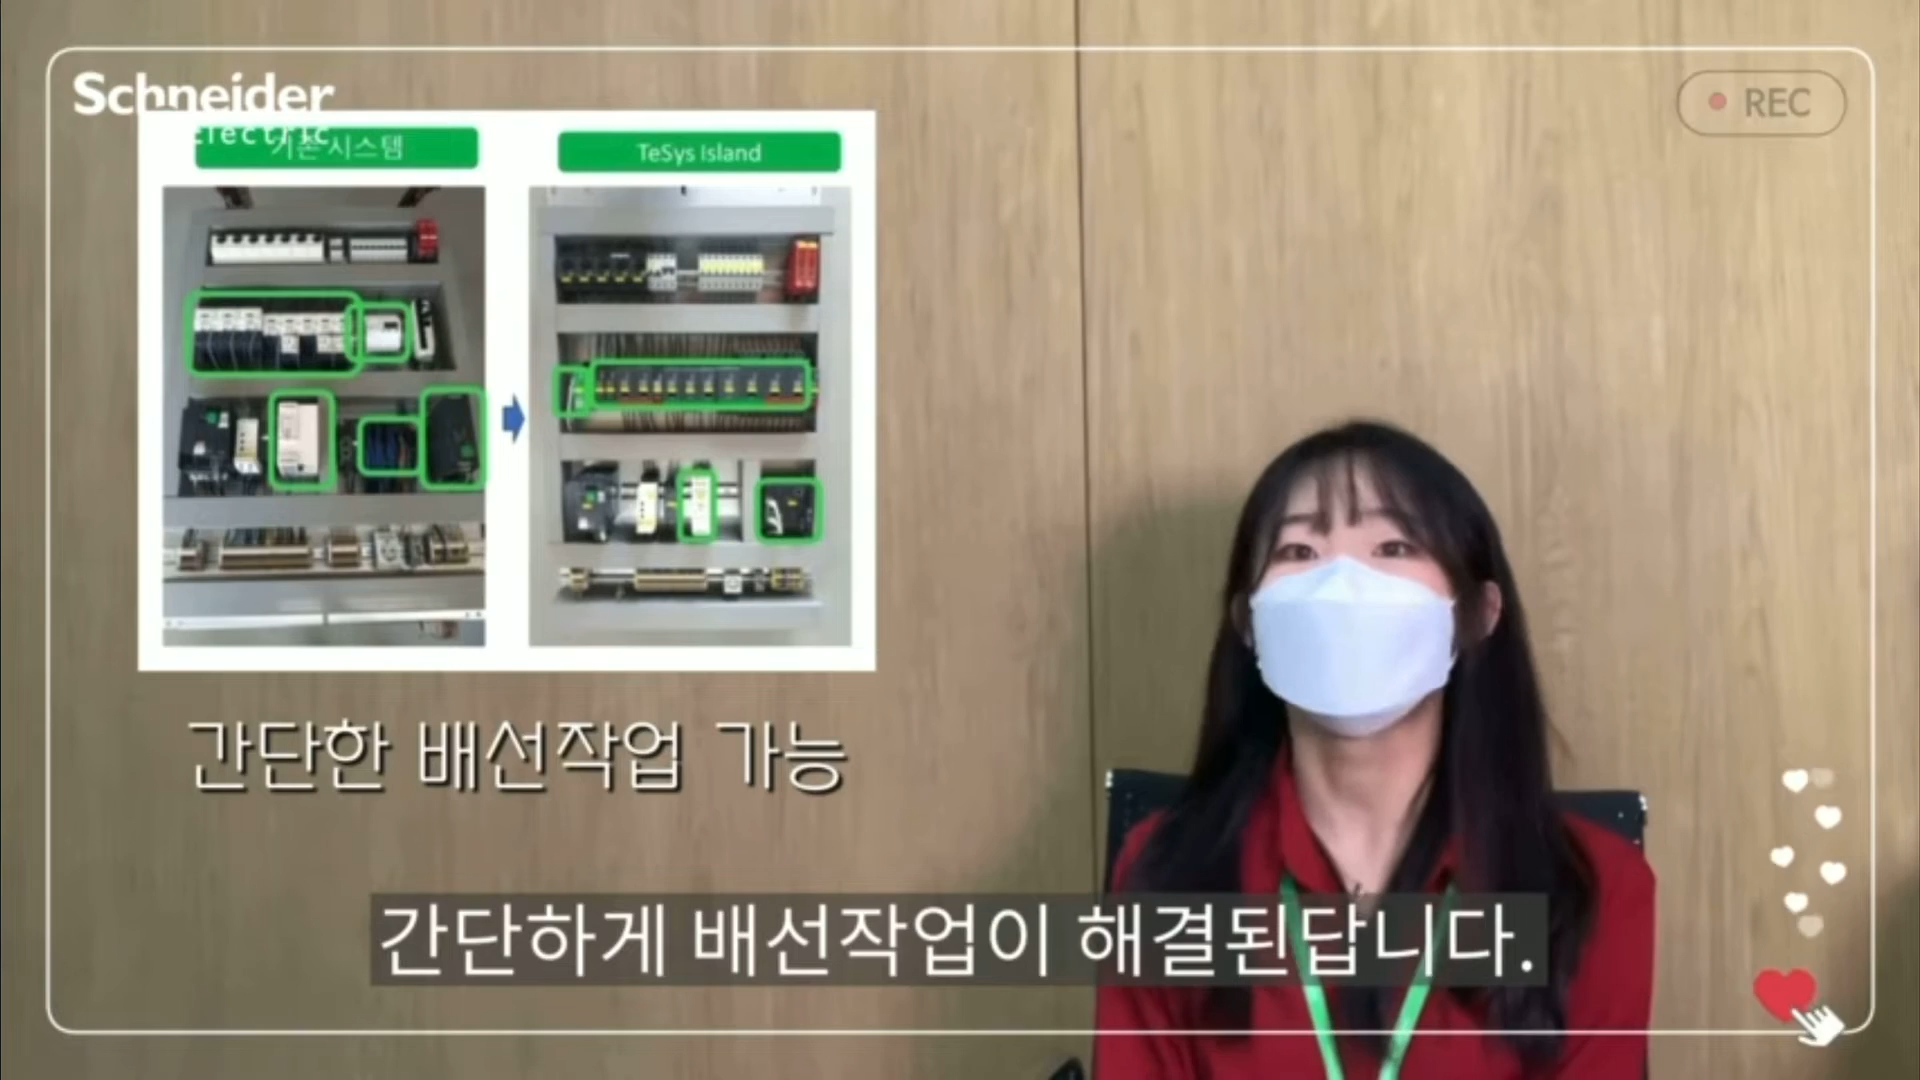 Schneider
Electric
기존 시스템
TeSys Island
REC
간단한 배선작업 가능
간단하게 배선작업이 해결된답니다.